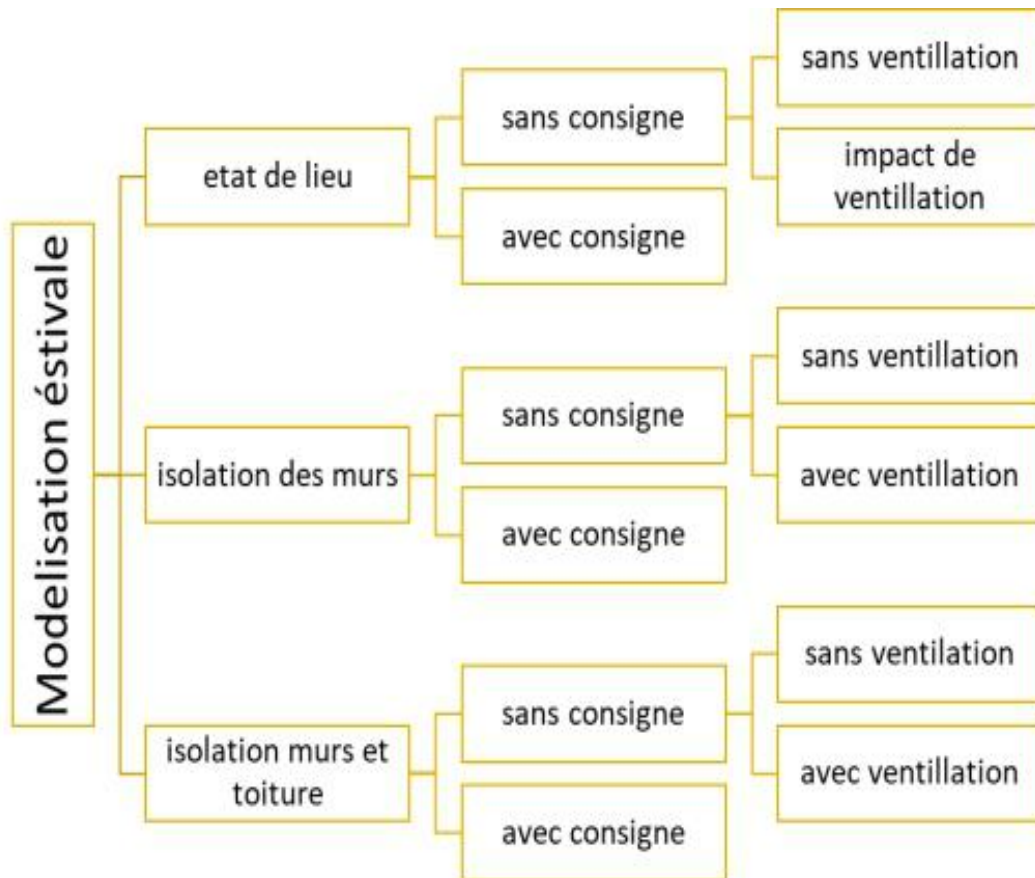 Modelisation éstivale
etat de lieu
sans consigne
sans ventillation
impact de
ventillation
avec consigne
isolation des murs
sans consigne
sans ventillation
avec ventillation
avec consigne
isolation murs et
toiture
sans consigne
sans ventilation
avec ventillation
avec consigne